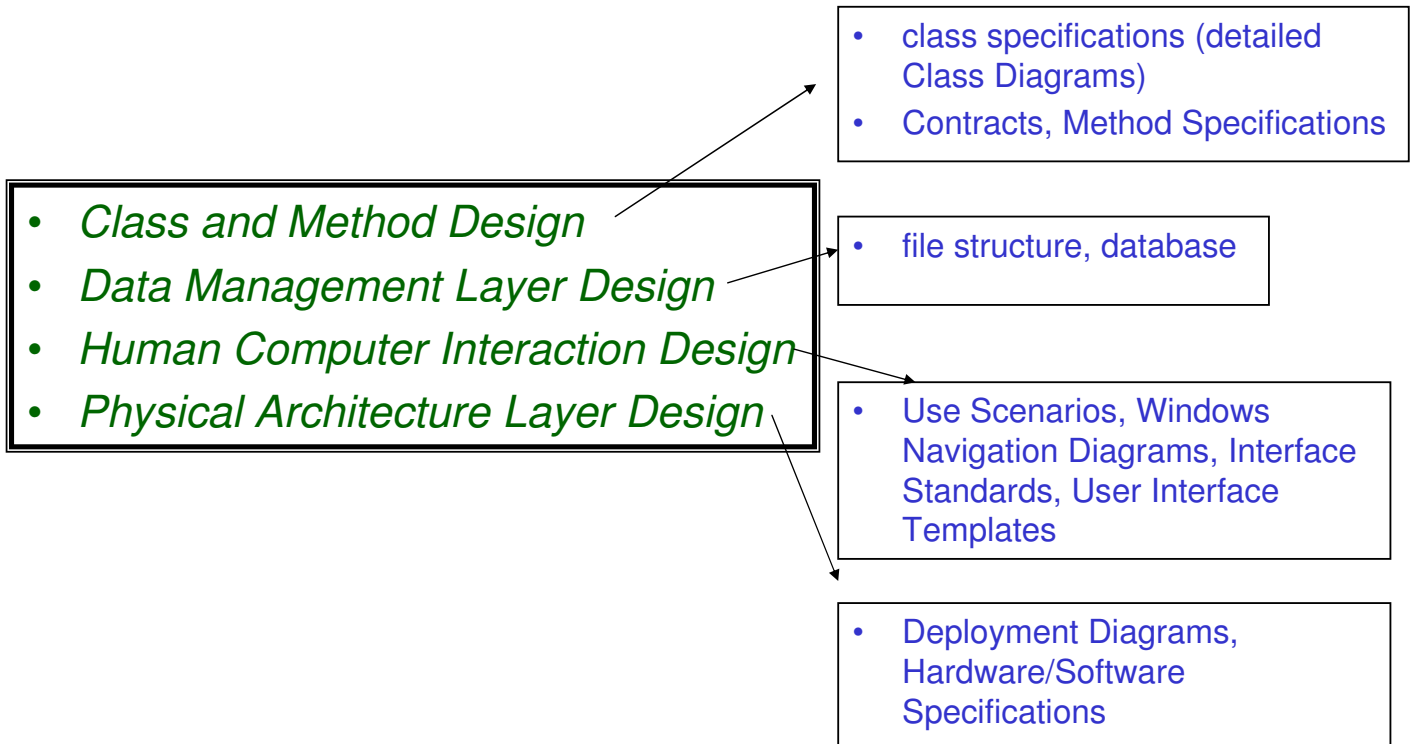 • class specifications (detailed
Class Diagrams)
• Contracts, Method Specifications
• Class and Method Design
• Data Management Layer Design
• Human Computer Interaction Design
• Physical Architecture Layer Design
• file structure, database
• Use Scenarios, Windows
Navigation Diagrams, Interface
Standards, User Interface
Templates
• Deployment Diagrams,
Hardware/Software
Specifications